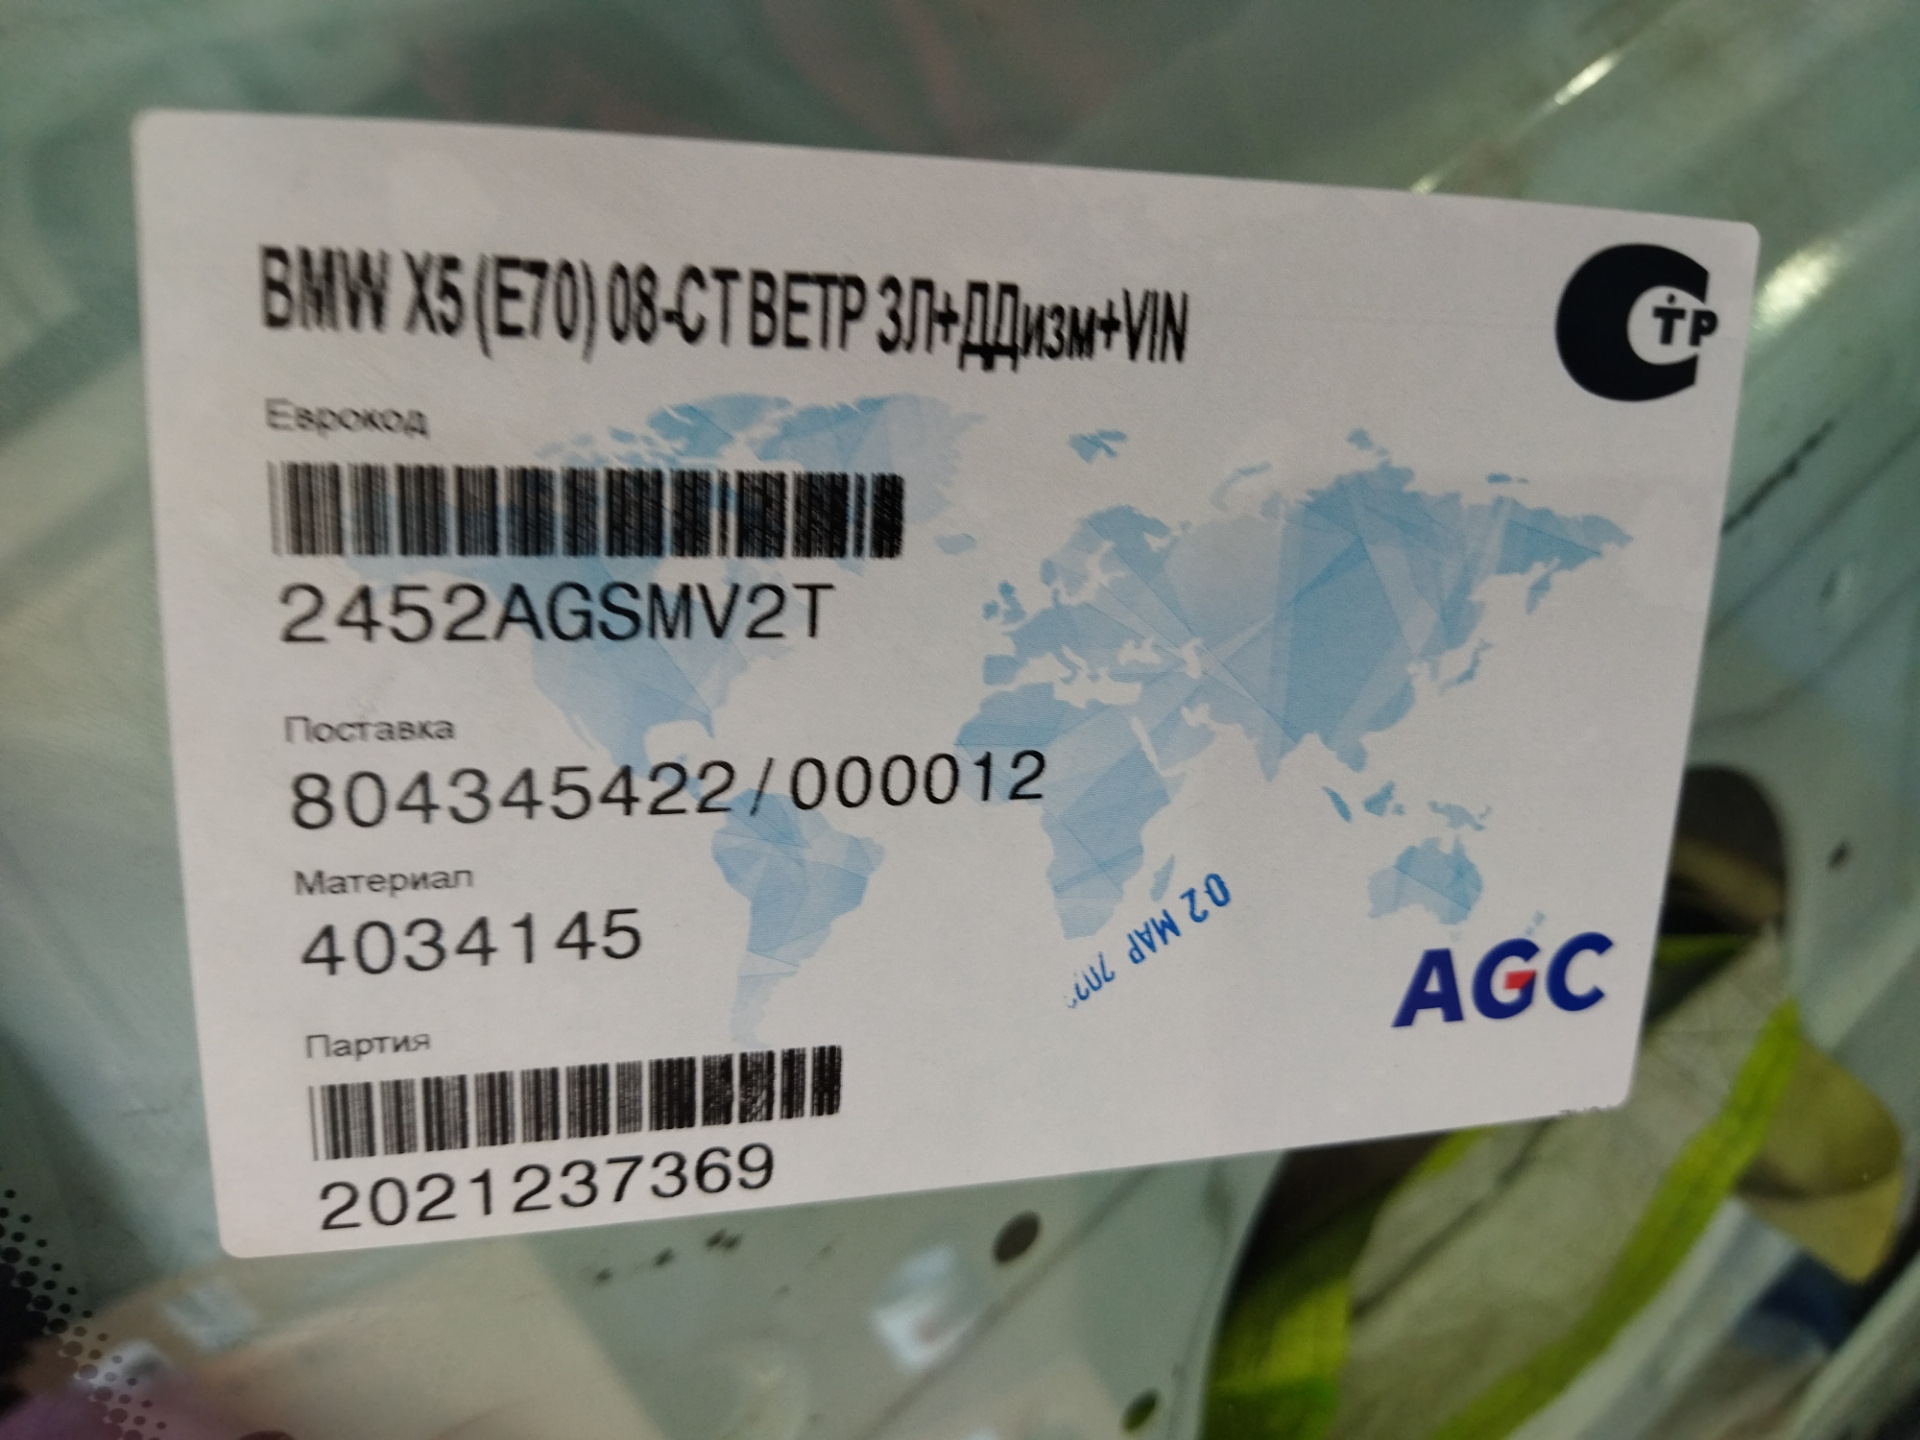 BMW X5 (E70) 08-СТ ВЕТР ЗЛ+ДДизм+VIN
СТР
Еврокод
2452AGSMV2T
Поставка
804345422/000012
Материал
4034145
02 МАР
AGC
Партия
2021237369